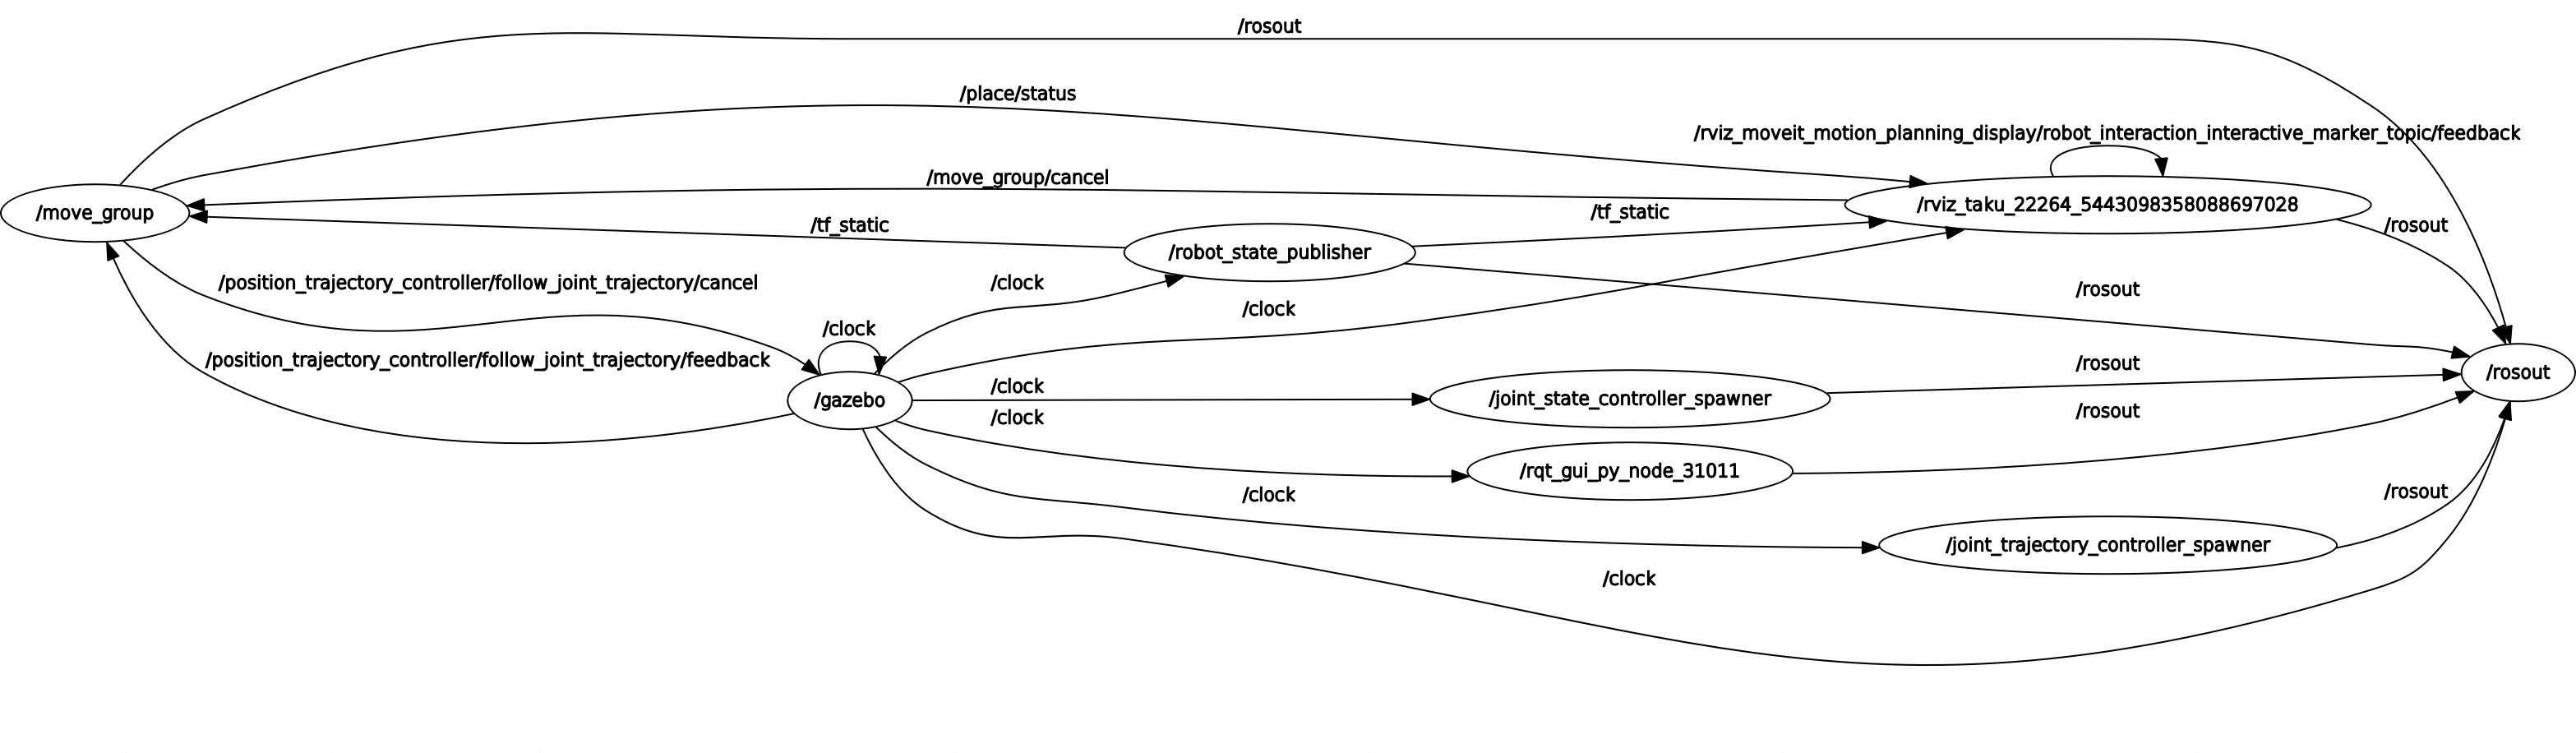 /rosout
/place/status
/rviz_moveit_motion_planning_display/robot_interaction_interactive_marker_topic/feedback
/move_group/cancel
/move_group
/rviz_taku_22264_5443098358088697028
/tf_static
/tf_static
/rosout
/robot_state_publisher
/position_trajectory_controller/follow_joint_trajectory/cancel
/clock
/rosout
/clock
/clock
/position_trajectory_controller/follow_joint_trajectory/feedback
/rosout
/rosout
/clock
/gazebo
/joint_state_controller_spawner
/clock
/rosout
/rqt_gui_py_node_31011
/clock
/rosout
/joint_trajectory_controller_spawner
/clock